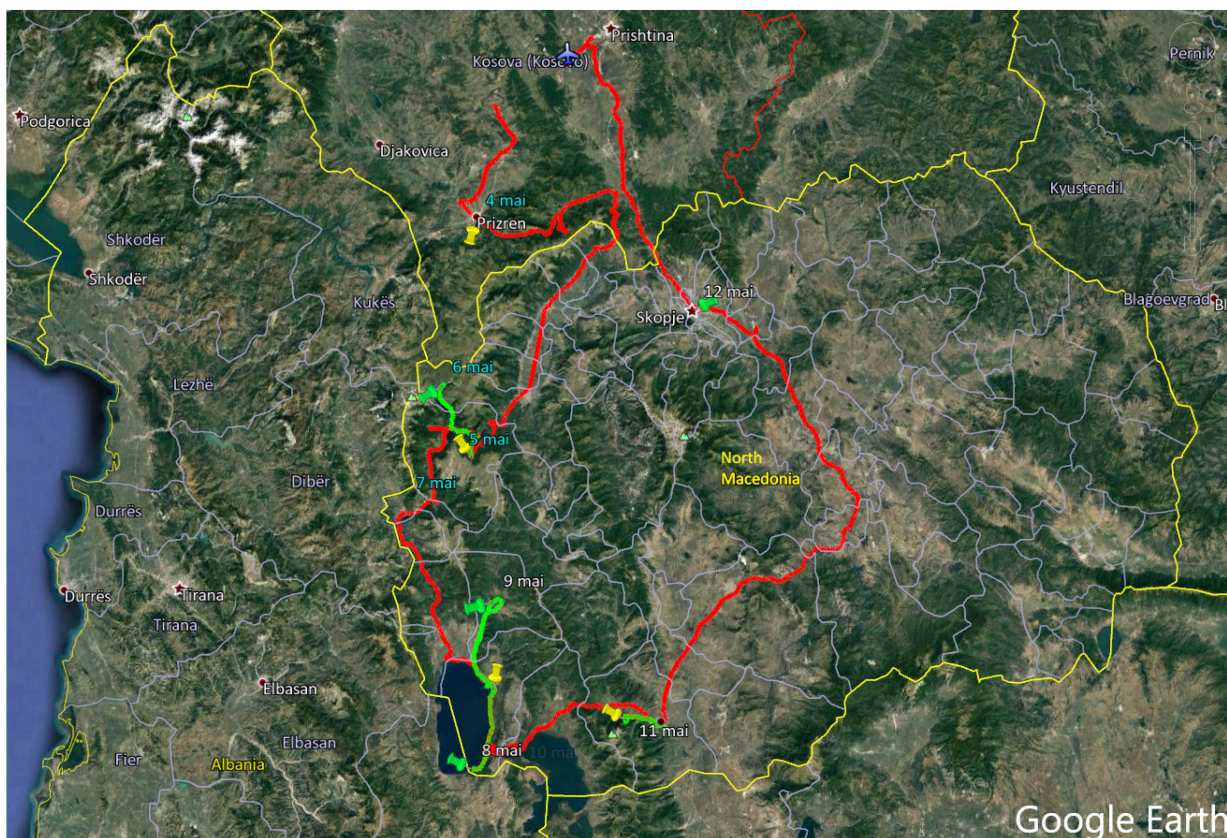 Prishtina
Kosova (Kosovo)
Pernik
Podgorica
Djakovica
Kyustendil
4 mai
Prizren
Shkodër
Shkodër
Kukës
12 mai
Skopje
Blagoevgrad
Bl
Lezhë
6 mai
5 mai
North
Macedonia
7 mai
Dibër
Durrës
Durrës
Tirana
Tirana
9 mai
Elbasan
Elbasan
11 mai
8 mai
10 mai
Fier
Albania
Google Earth